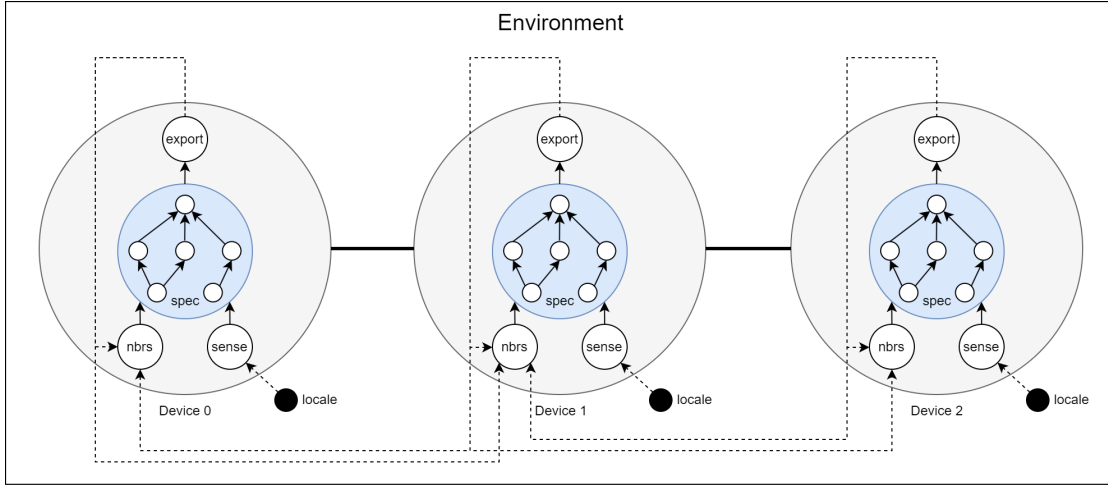 Environment
export
export
export
spec
spec
spec
nbrs
sense
nbrs
sense
nbrs
sense
locale
locale
locale
Device 0
Device 1
Device 2